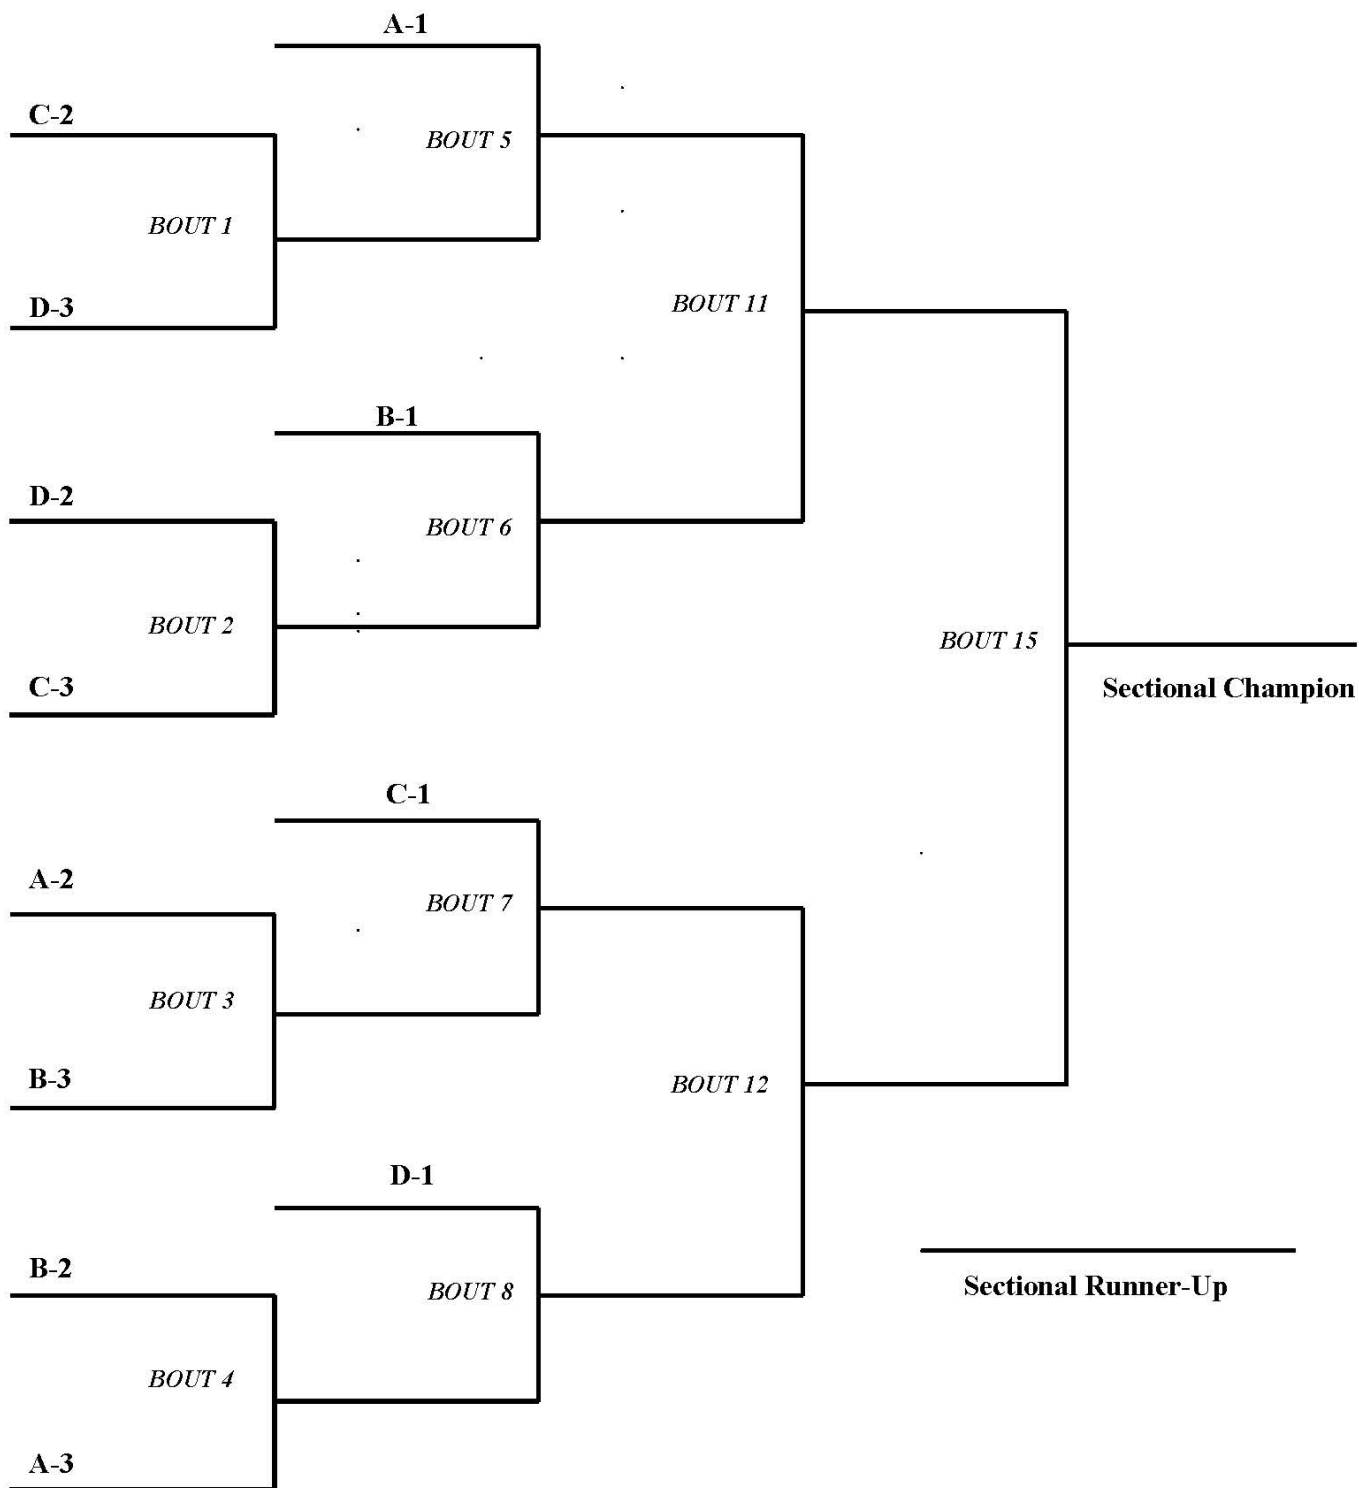 A-1
C-2
BOUT 5
BOUT 1
D-3
BOUT 11
B-1
D-2
BOUT 6
BOUT 2
BOUT 15
C-3
Sectional Champion
C-1
A-2
BOUT 7
BOUT 3
B-3
BOUT 12
D-1
B-2
BOUT 8
Sectional Runner-Up
BOUT 4
A-3